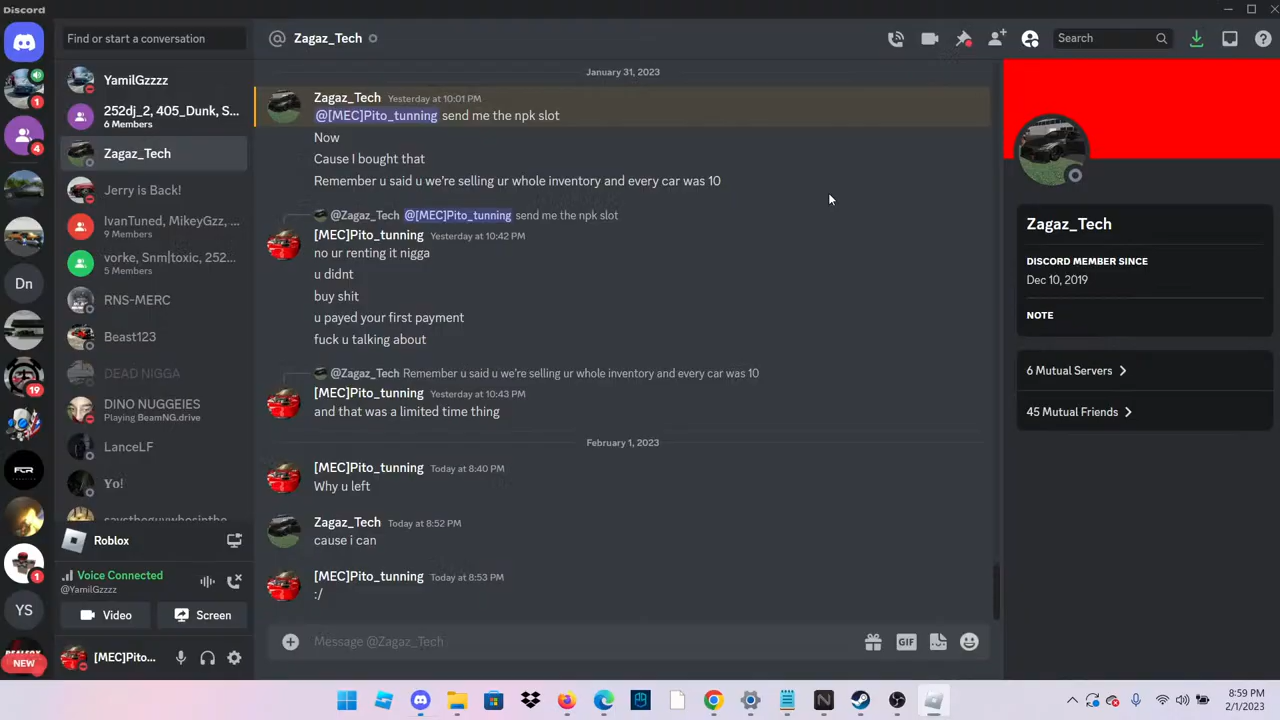 Discord
Find or start a conversation
Zagaz_Tech
Search
1
YamilGzzzz
252dj_2, 405_Dunk, S...
6 Members
4
Zagaz_Tech
Jerry is Back!
IvanTuned, MikeyGzz, ...
9 Members
Dn
vorke, Snm|toxic, 252...
5 Members
RNS-MERC
Beast123
19
DEAD NIGGA
DINO NUGGEIES
Playing BeamNG.drive
LanceLF
FCR
Yo!
Roblox
1
Voice Connected
@YamilGzzzz
YS
Video
Screen
NEW
[MEC]Pito...
January 31, 2023
Zagaz_Tech Yesterday at 10:01 PM
@[MEC]Pito_tunning send me the npk slot
Now
Cause I bought that
Remember u said u we're selling ur whole inventory and every car was 10
@Zagaz_Tech @[MEC]Pito_tunning send me the npk slot
[MEC]Pito_tunning Yesterday at 10:42 PM
no ur renting it nigga
u didnt
buy shit
u payed your first payment
fuck u talking about
@Zagaz_Tech Remember u said u we're selling ur whole inventory and every car was 10
[MEC]Pito_tunning Yesterday at 10:43 PM
and that was a limited time thing
February 1, 2023
[MEC]Pito_tunning Today at 8:40 PM
Why u left
Zagaz_Tech Today at 8:52 PM
cause i can
[MEC]Pito_tunning Today at 8:53 PM
:/
Message @Zagaz_Tech
GIF
Zagaz_Tech
DISCORD MEMBER SINCE
Dec 10, 2019
NOTE
6 Mutual Servers
45 Mutual Friends
8:59 PM
2/1/2023